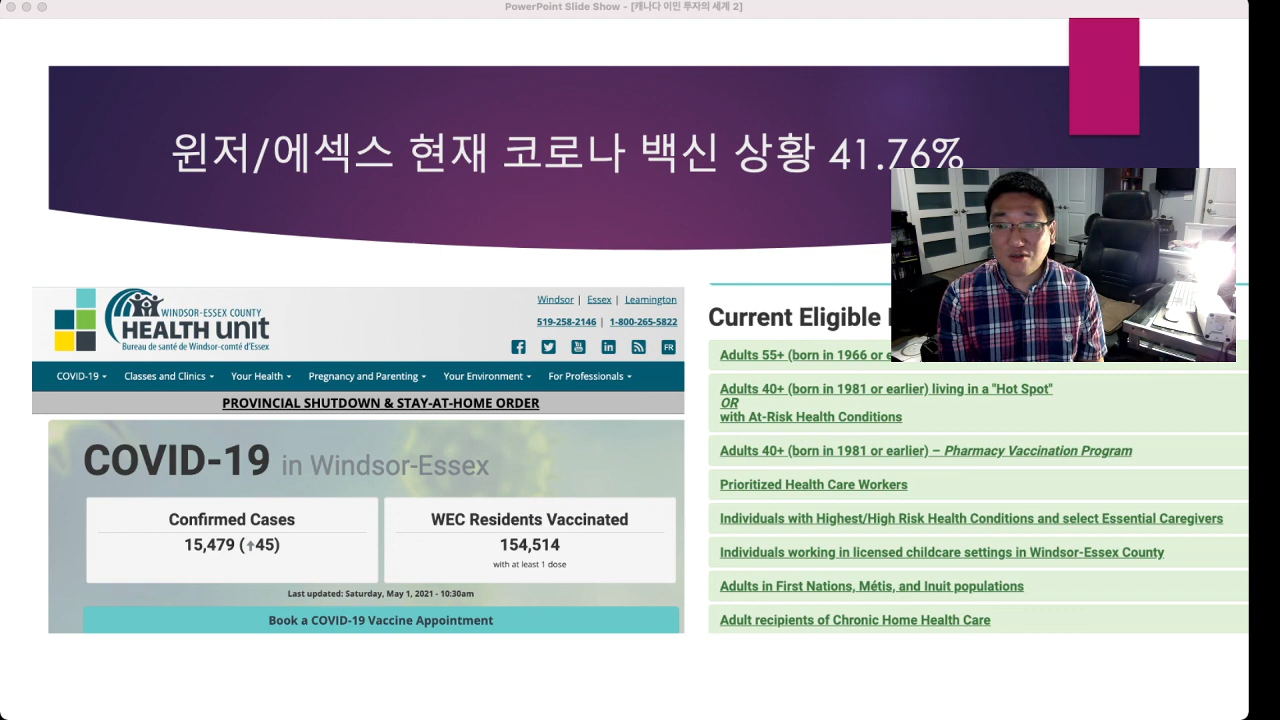 PowerPoint Slide Show - [캐나다 이민 투자의 세계 2]
윈저/에섹스 현재 코로나 백신 상황 41.76%
WINDSOR-ESSEX COUNTY
HEALTH UNIT
Bureau de santé de Windsor-comté d'Essex
Windsor | Essex | Leamington
519-258-2146 | 1-800-265-5822
FR
COVID-19 Classes and Clinics Your Health Pregnancy and Parenting Your Environment For Professionals
PROVINCIAL SHUTDOWN & STAY-AT-HOME ORDER
COVID-19 in Windsor-Essex
Confirmed Cases
15,479 (↑45)
WEC Residents Vaccinated
154,514
with at least 1 dose
Last updated: Saturday, May 1, 2021 - 10:30am
Book a COVID-19 Vaccine Appointment
Current Eligible
Adults 55+ (born in 1966 or
Adults 40+ (born in 1981 or earlier) living in a "Hot Spot"
OR
with At-Risk Health Conditions
Adults 40+ (born in 1981 or earlier) – Pharmacy Vaccination Program
Prioritized Health Care Workers
Individuals with Highest/High Risk Health Conditions and select Essential Caregivers
Individuals working in licensed childcare settings in Windsor-Essex County
Adults in First Nations, Métis, and Inuit populations
Adult recipients of Chronic Home Health Care